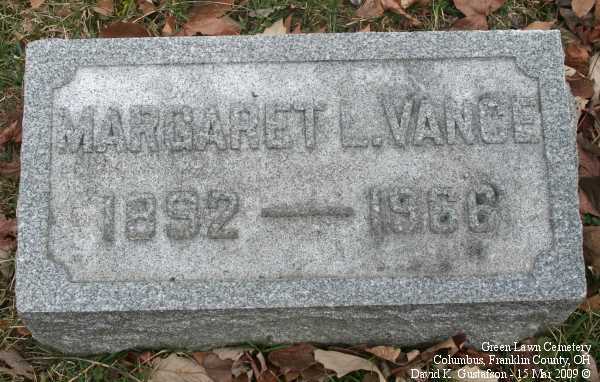 MARGARET L. VANCE
1892 — 1966
Green Lawn Cemetery
Columbus, Franklin County, OH
David K. Gustafson - 15 Mar 2009 ©